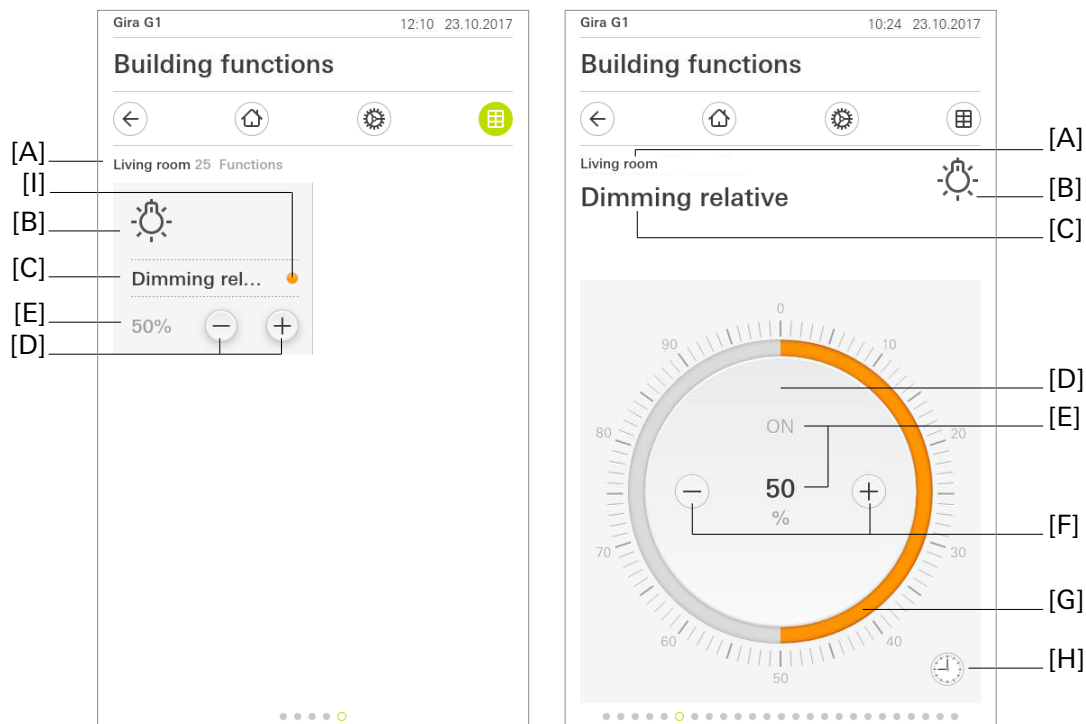 Gira G1 12:10 23.10.2017
Building functions
[A]
Living room 25 Functions
[I]
[B]
[C]
Dimming rel...
[E]
50%
[D]
Gira G1 10:24 23.10.2017
Building functions
[A]
Living room
[B]
Dimming relative
[C]
0
90 10
[D]
[E]
ON
80 20
50
%
[F]
70 30
[G]
60 40
50
[H]